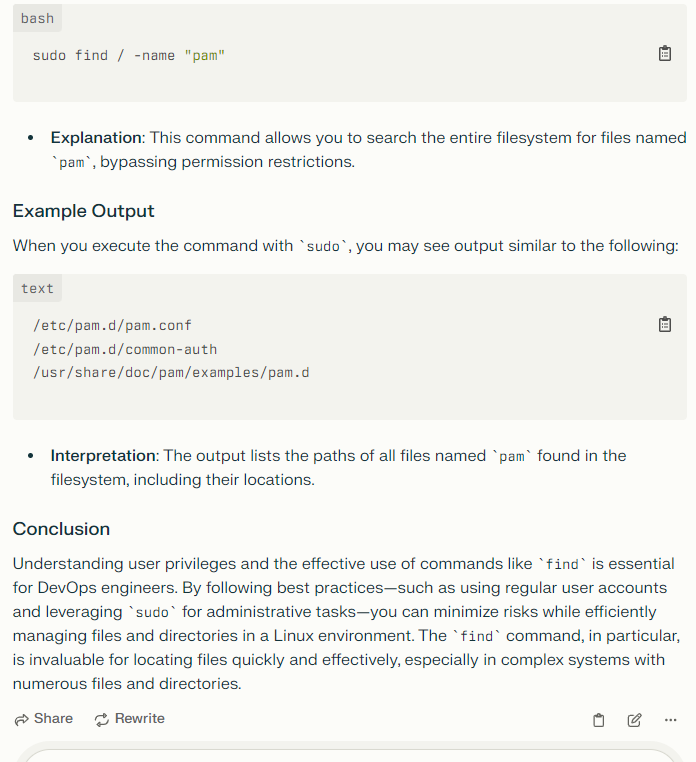 bash
sudo find / -name "pam"
• Explanation: This command allows you to search the entire filesystem for files named
`pam`, bypassing permission restrictions.
Example Output
When you execute the command with `sudo`, you may see output similar to the following:
text
/etc/pam.d/pam.conf
/etc/pam.d/common-auth
/usr/share/doc/pam/examples/pam.d
• Interpretation: The output lists the paths of all files named `pam` found in the
filesystem, including their locations.
Conclusion
Understanding user privileges and the effective use of commands like `find` is essential
for DevOps engineers. By following best practices—such as using regular user accounts
and leveraging `sudo` for administrative tasks—you can minimize risks while efficiently
managing files and directories in a Linux environment. The `find` command, in particular,
is invaluable for locating files quickly and effectively, especially in complex systems with
numerous files and directories.
Share Rewrite